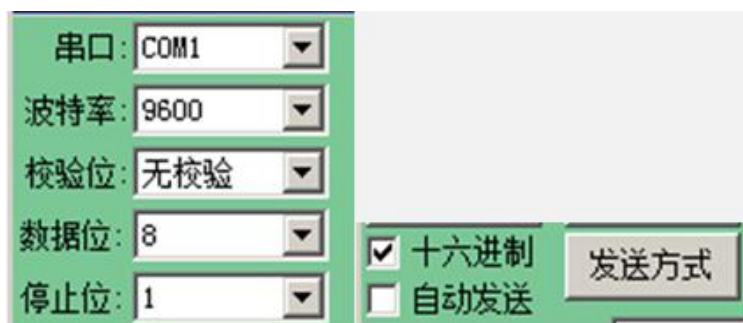 串口: COM1
波特率: 9600
校验位: 无校验
数据位: 8
停止位: 1
十六进制
发送方式
自动发送